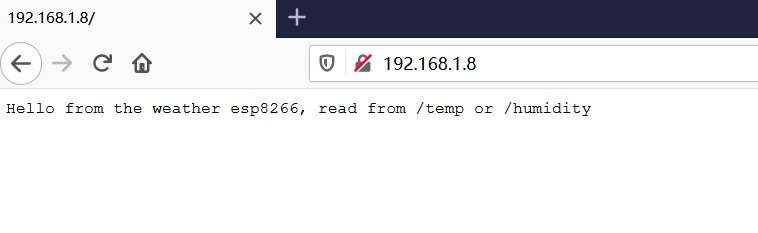 192.168.1.8/
192.168.1.8
Hello from the weather esp8266, read from /temp or /humidity